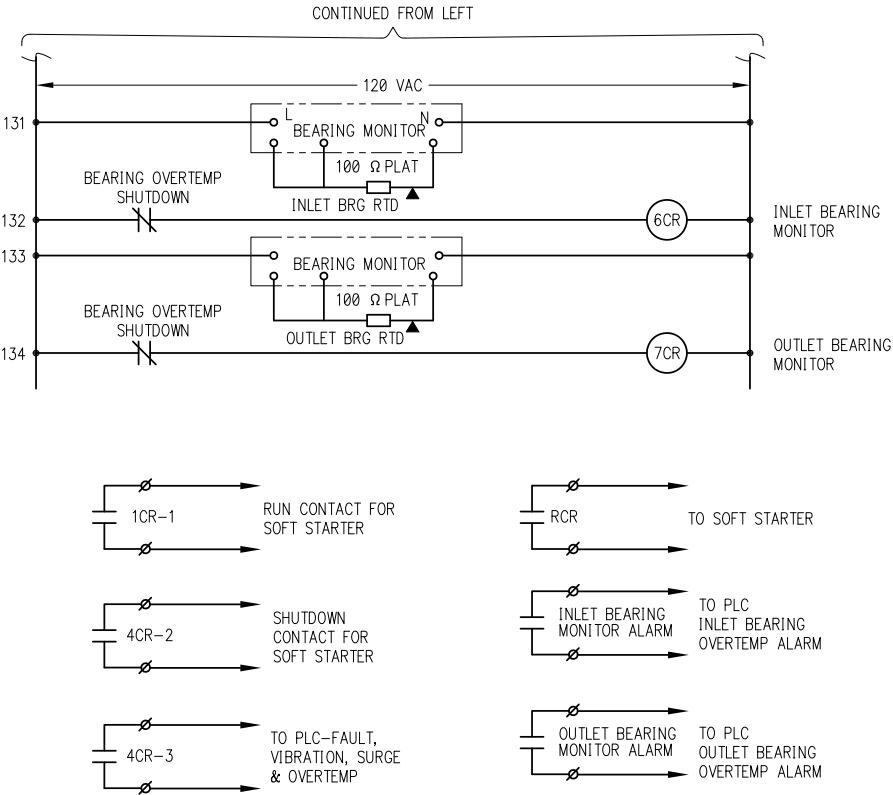 CONTINUED FROM LEFT
120 VAC
131
L
N
BEARING MONITOR
100 Ω PLAT
INLET BRG RTD
BEARING OVERTEMP
SHUTDOWN
132
6CR
INLET BEARING
MONITOR
133
BEARING MONITOR
100 Ω PLAT
OUTLET BRG RTD
BEARING OVERTEMP
SHUTDOWN
134
7CR
OUTLET BEARING
MONITOR
1CR-1
RUN CONTACT FOR
SOFT STARTER
RCR
TO SOFT STARTER
4CR-2
SHUTDOWN
CONTACT FOR
SOFT STARTER
INLET BEARING
MONITOR ALARM
TO PLC
INLET BEARING
OVERTEMP ALARM
4CR-3
TO PLC-FAULT,
VIBRATION, SURGE
& OVERTEMP
OUTLET BEARING
MONITOR ALARM
TO PLC
OUTLET BEARING
OVERTEMP ALARM